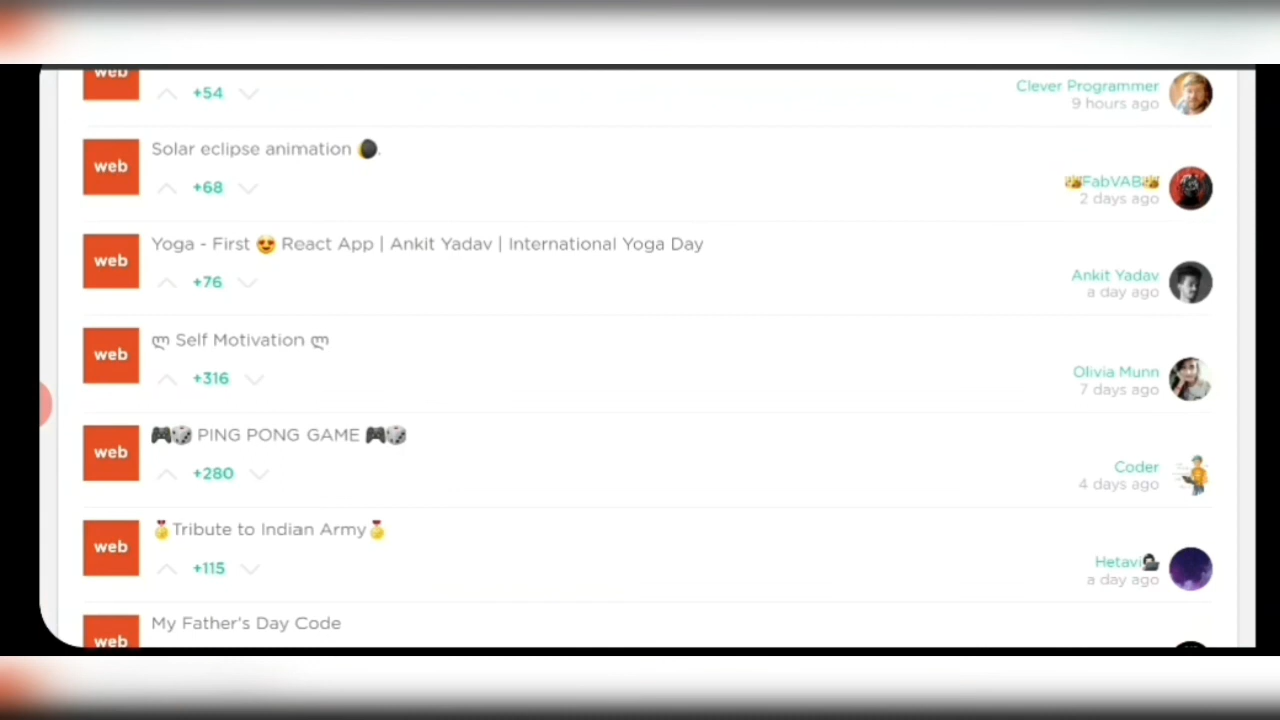 web
+54
Clever Programmer
9 hours ago
web
Solar eclipse animation 🌘.
+68
👑FabVAB👑
2 days ago
web
Yoga - First 😍 React App | Ankit Yadav | International Yoga Day
+76
Ankit Yadav
a day ago
web
ლ Self Motivation ლ
+316
Olivia Munn
7 days ago
web
🎮🎲 PING PONG GAME 🎮🎲
+280
Coder
4 days ago
web
🏅Tribute to Indian Army🏅
+115
Hetavi
a day ago
web
My Father's Day Code